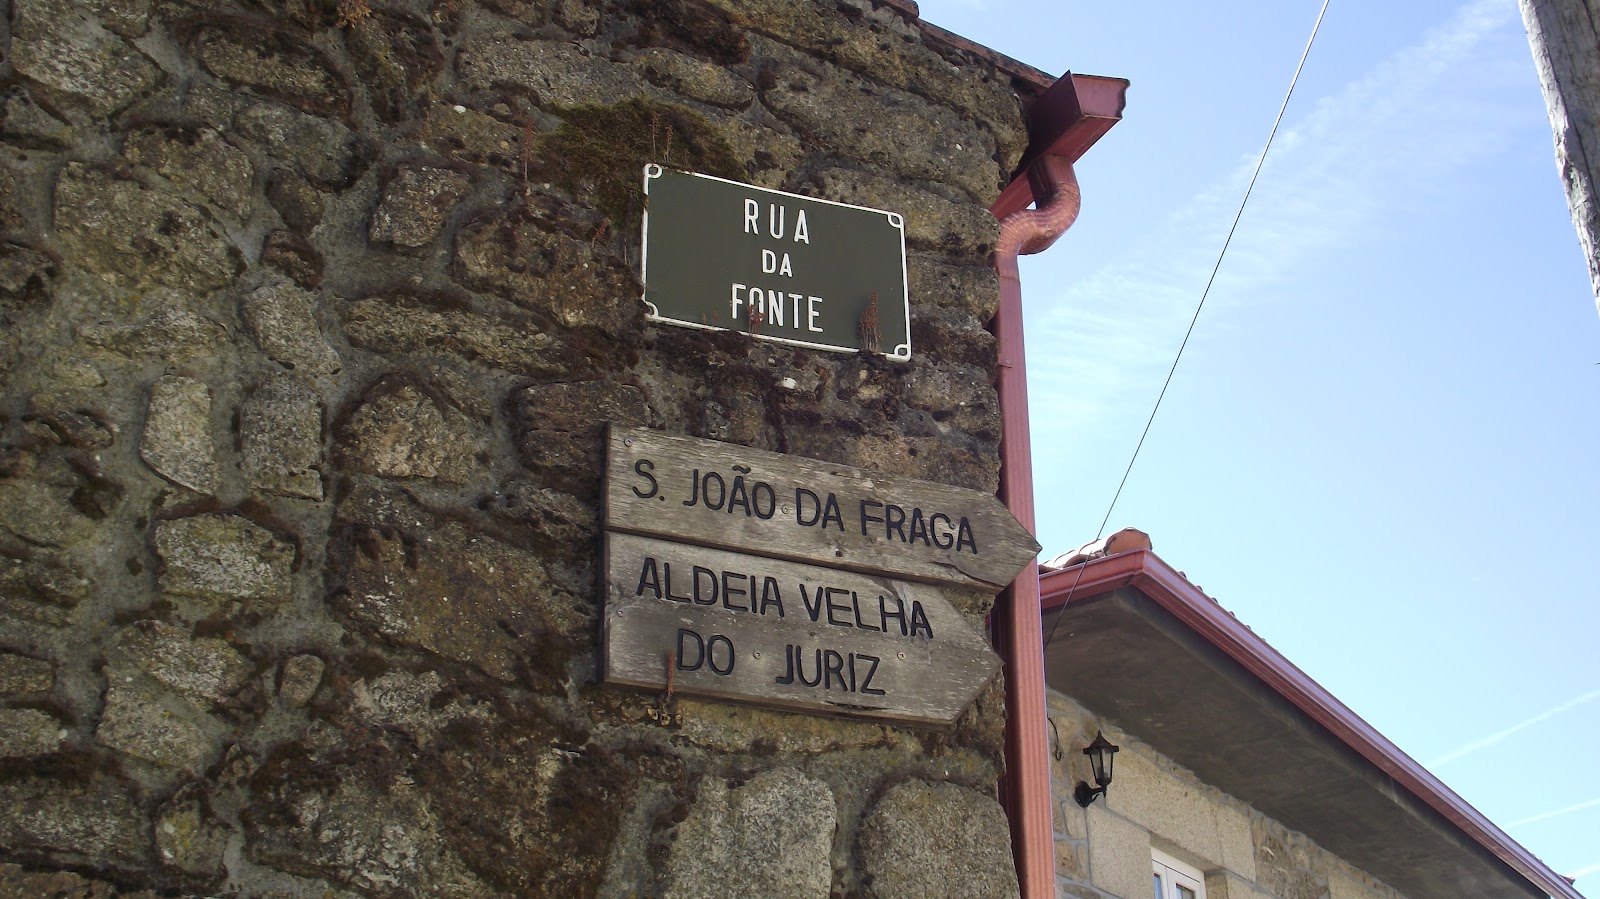 RUA
DA
FONTE
S. JOÃO DA FRAGA
ALDEIA VELHA
DO JURIZ